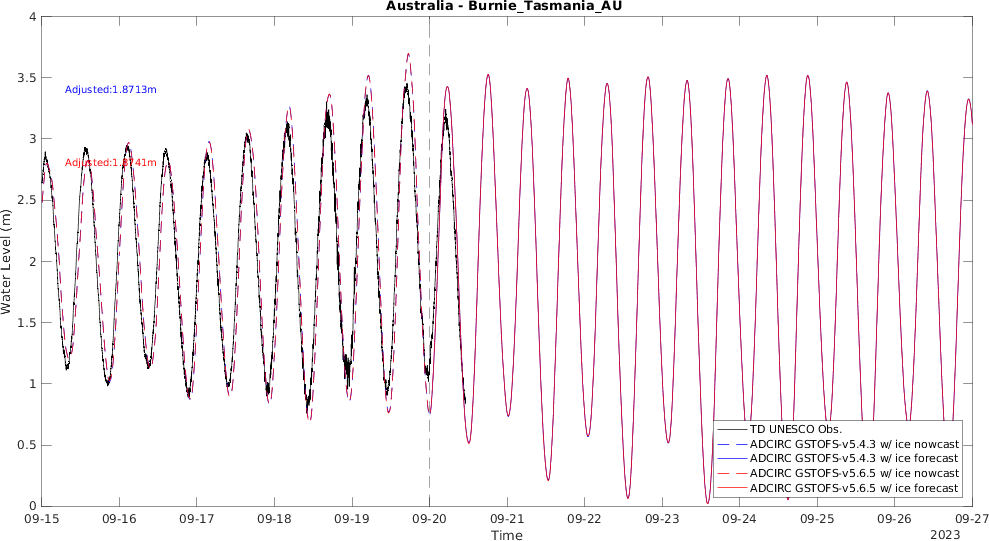 Australia - Burnie_Tasmania_AU
4
3.5
3
2.5
2
1.5
1
0.5
0
Water Level (m)
Adjusted:1.8713m
Adjusted:1.8741m
TD UNESCO Obs.
ADCIRC GSTOFS-v5.4.3 w/ ice nowcast
ADCIRC GSTOFS-v5.4.3 w/ ice forecast
ADCIRC GSTOFS-v5.6.5 w/ ice nowcast
ADCIRC GSTOFS-v5.6.5 w/ ice forecast
09-15 09-16 09-17 09-18 09-19 09-20 09-21 09-22 09-23 09-24 09-25 09-26 09-27
Time
2023